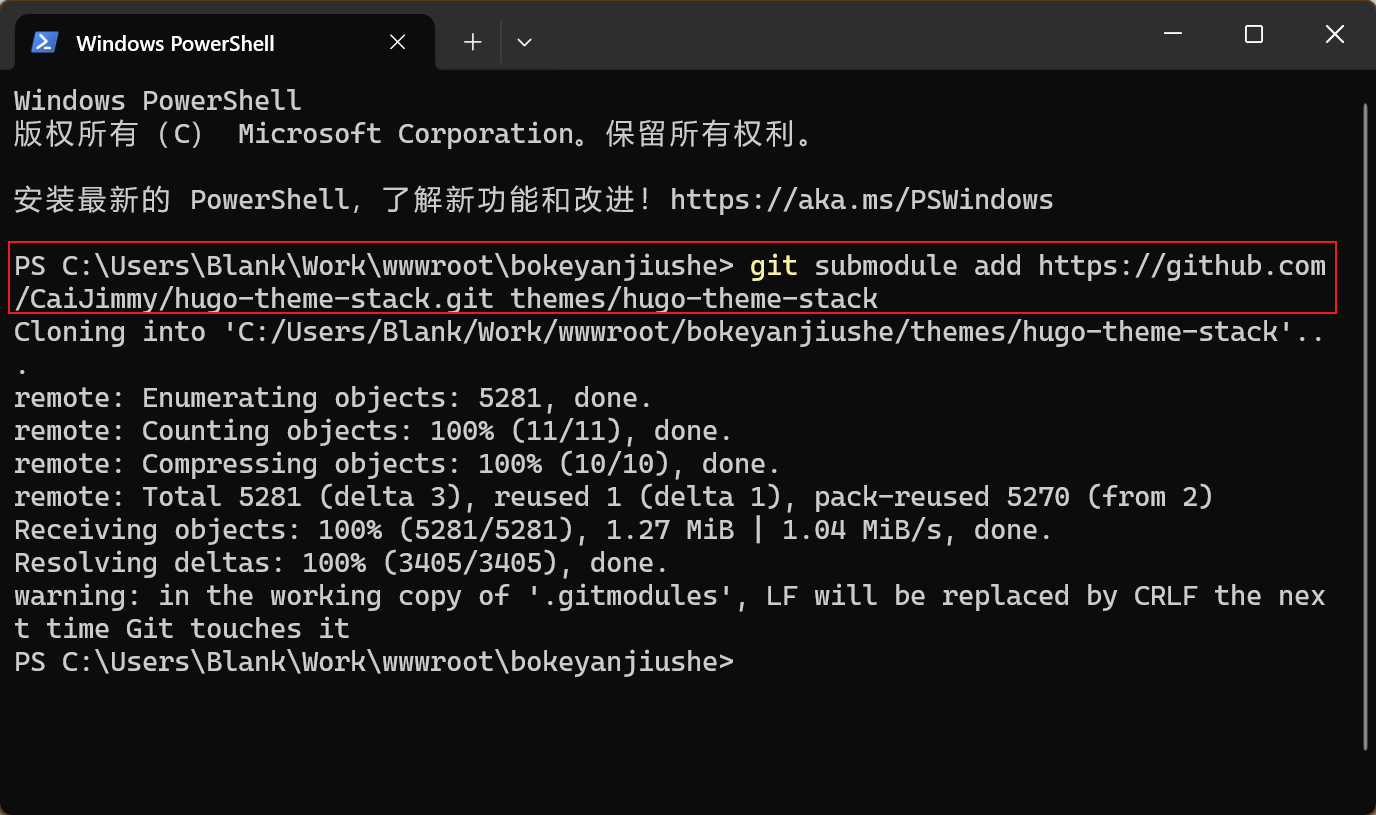 Windows PowerShell
Windows PowerShell
版权所有（C） Microsoft Corporation。保留所有权利。
安装最新的 PowerShell，了解新功能和改进！https://aka.ms/PSWindows
PS C:\Users\Blank\Work\wwwroot\bokeyanjiushe> git submodule add https://github.com
/CaiJimmy/hugo-theme-stack.git themes/hugo-theme-stack
Cloning into 'C:/Users/Blank/Work/wwwroot/bokeyanjiushe/themes/hugo-theme-stack'..
.
remote: Enumerating objects: 5281, done.
remote: Counting objects: 100% (11/11), done.
remote: Compressing objects: 100% (10/10), done.
remote: Total 5281 (delta 3), reused 1 (delta 1), pack-reused 5270 (from 2)
Receiving objects: 100% (5281/5281), 1.27 MiB | 1.04 MiB/s, done.
Resolving deltas: 100% (3405/3405), done.
warning: in the working copy of '.gitmodules', LF will be replaced by CRLF the nex
t time Git touches it
PS C:\Users\Blank\Work\wwwroot\bokeyanjiushe>